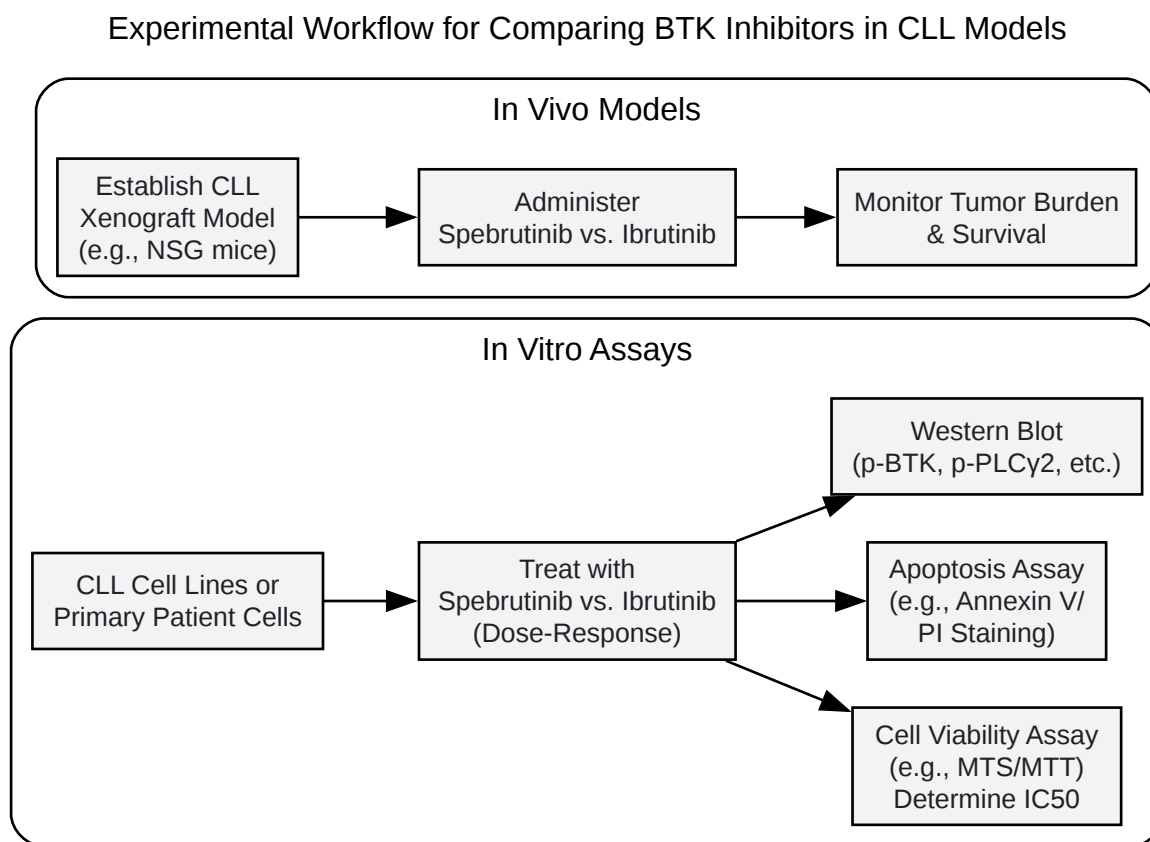 Experimental Workflow for Comparing BTK Inhibitors in CLL Models
In Vivo Models
Establish CLL
Xenograft Model
(e.g., NSG mice)
Administer
Spebrutinib vs. Ibrutinib
Monitor Tumor Burden
& Survival
In Vitro Assays
CLL Cell Lines or
Primary Patient Cells
Treat with
Spebrutinib vs. Ibrutinib
(Dose-Response)
Western Blot
(p-BTK, p-PLCγ2, etc.)
Apoptosis Assay
(e.g., Annexin V/
PI Staining)
Cell Viability Assay
(e.g., MTS/MTT)
Determine IC50